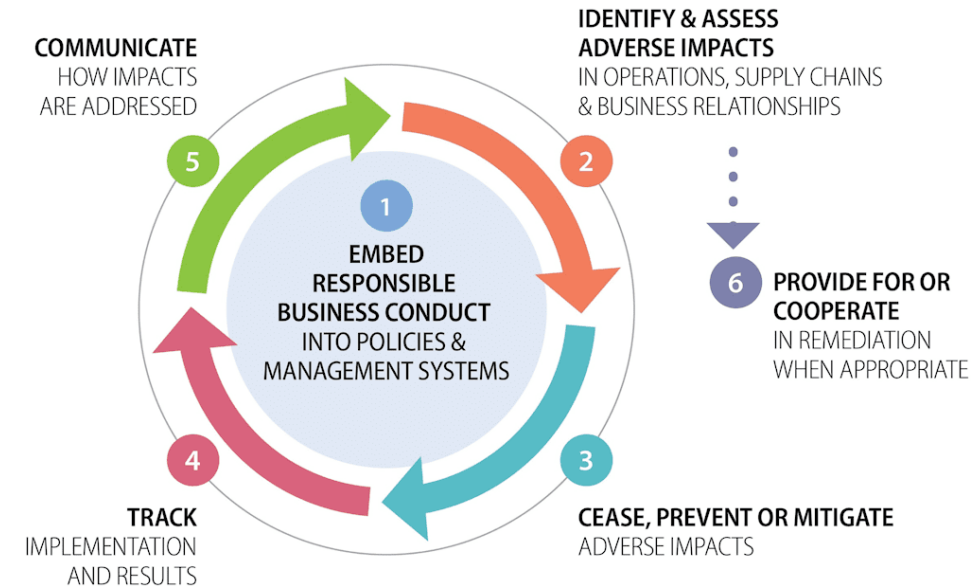 COMMUNICATE
HOW IMPACTS
ARE ADDRESSED
5
IDENTIFY & ASSESS
ADVERSE IMPACTS
IN OPERATIONS, SUPPLY CHAINS
& BUSINESS RELATIONSHIPS
2
1
EMBED
RESPONSIBLE
BUSINESS CONDUCT
INTO POLICIES &
MANAGEMENT SYSTEMS
6
PROVIDE FOR OR
COOPERATE
IN REMEDIATION
WHEN APPROPRIATE
4
TRACK
IMPLEMENTATION
AND RESULTS
3
CEASE, PREVENT OR MITIGATE
ADVERSE IMPACTS